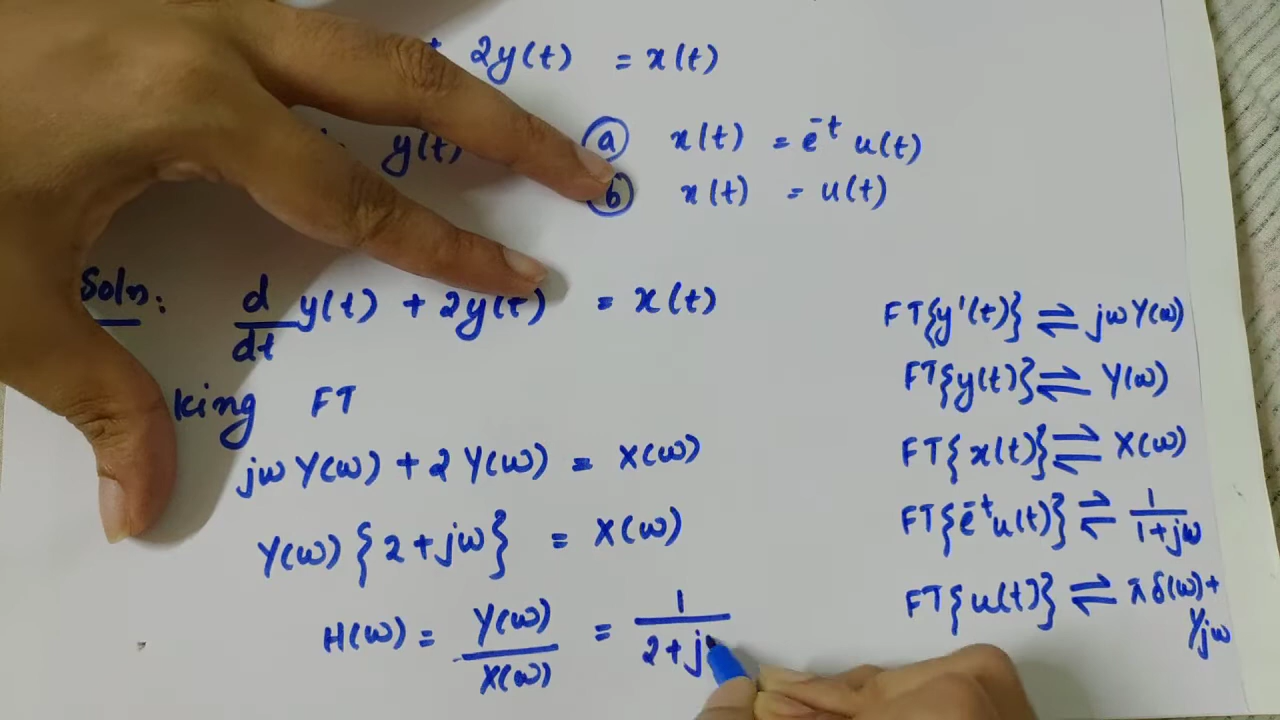 2y(t) = x(t)
y(t) ⓐ x(t) = e^-t u(t)
ⓑ x(t) = u(t)
Soln: d/dt y(t) + 2y(t) = x(t)
king FT
jω Y(ω) + 2 Y(ω) = X(ω)
Y(ω) {2 + jω} = X(ω)
H(ω) = Y(ω)/X(ω) = 1/2 + j
FT{y'(t)} ⇌ jω Y(ω)
FT{y(t)} ⇌ Y(ω)
FT{x(t)} ⇌ X(ω)
FT{e^-t u(t)} ⇌ 1/1+jω
FT{u(t)} ⇌ π δ(ω) +
1/jω